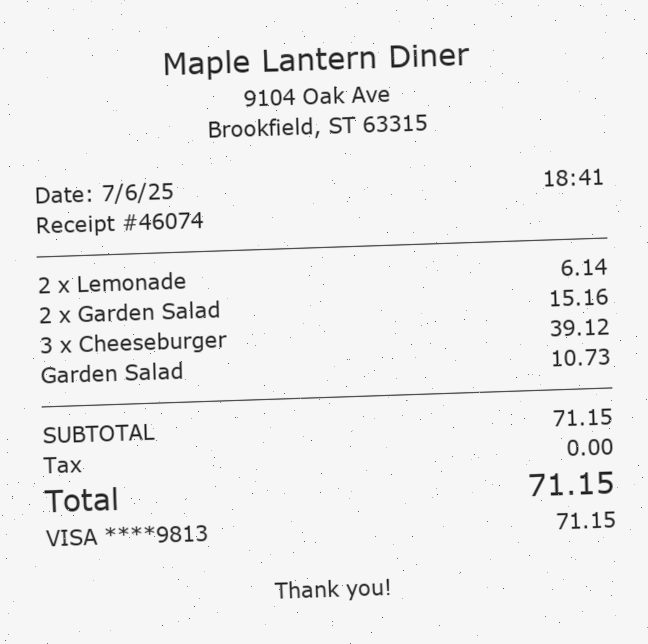 Maple Lantern Diner
9104 Oak Ave
Brookfield, ST 63315
Date: 7/6/25 18:41
Receipt #46074
2 x Lemonade 6.14
2 x Garden Salad 15.16
3 x Cheeseburger 39.12
Garden Salad 10.73
SUBTOTAL 71.15
Tax 0.00
Total 71.15
VISA ****9813 71.15
Thank you!